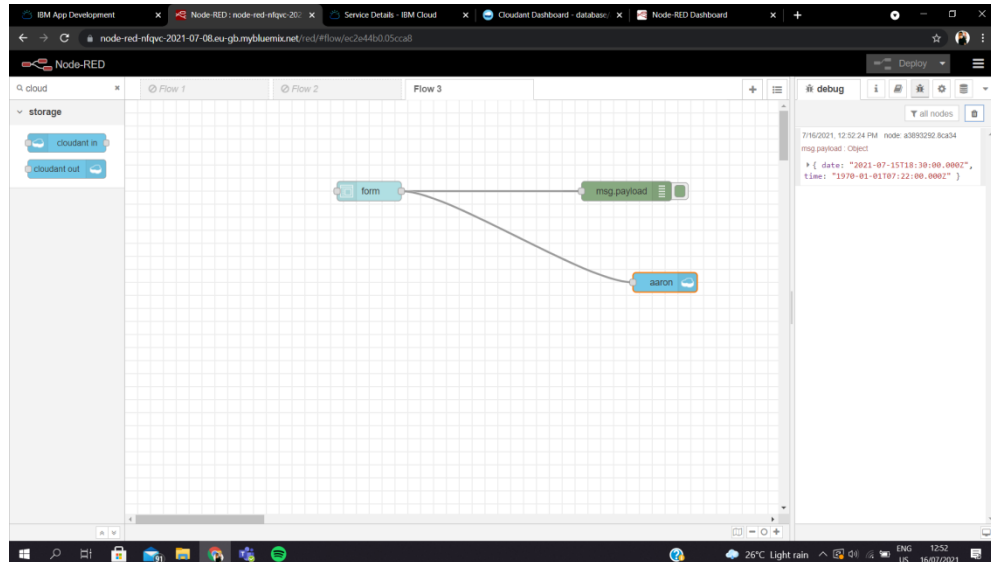 IBM App Development
Node-RED : node-red-nfqvc-202
Service Details - IBM Cloud
Cloudant Dashboard - database/
Node-RED Dashboard
node-red-nfqvc-2021-07-08.eu-gb.mybluemix.net/red/#flow/ec2e44b0.05cca8
Node-RED
Deploy
cloud
Flow 1
Flow 2
Flow 3
debug
storage
all nodes
cloudant in
cloudant out
7/16/2021, 12:52:24 PM node: a3893292.8ca34
msg.payload : Object
{ date: "2021-07-15T18:30:00.000Z",
time: "1970-01-01T07:22:00.000Z" }
form
msg.payload
aaron
91
26°C Light rain
ENG
US
12:52
16/07/2021